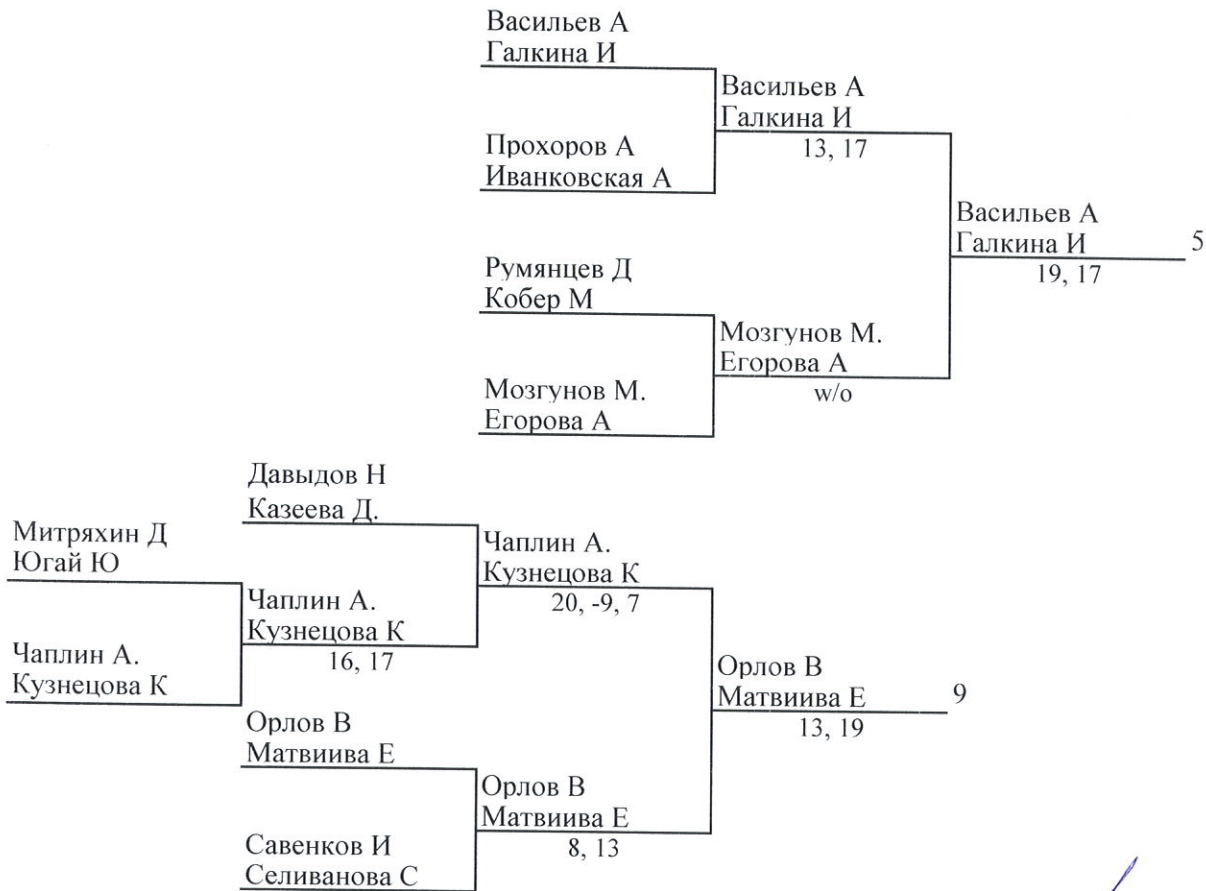 Васильев А
Галкина И
Васильев А
Галкина И
13, 17
Прохоров А
Иванковская А
Васильев А
Галкина И
5
19, 17
Румянцев Д
Кобер М
Мозгунов М.
Егорова А
w/o
Мозгунов М.
Егорова А
Давыдов Н
Казеева Д.
Митряхин Д
Югай Ю
Чаплин А.
Кузнецова К
20, -9, 7
Чаплин А.
Кузнецова К
16, 17
Чаплин А.
Кузнецова К
Орлов В
Матвиива Е
9
13, 19
Орлов В
Матвиива Е
Орлов В
Матвиива Е
8, 13
Савенков И
Селиванова С